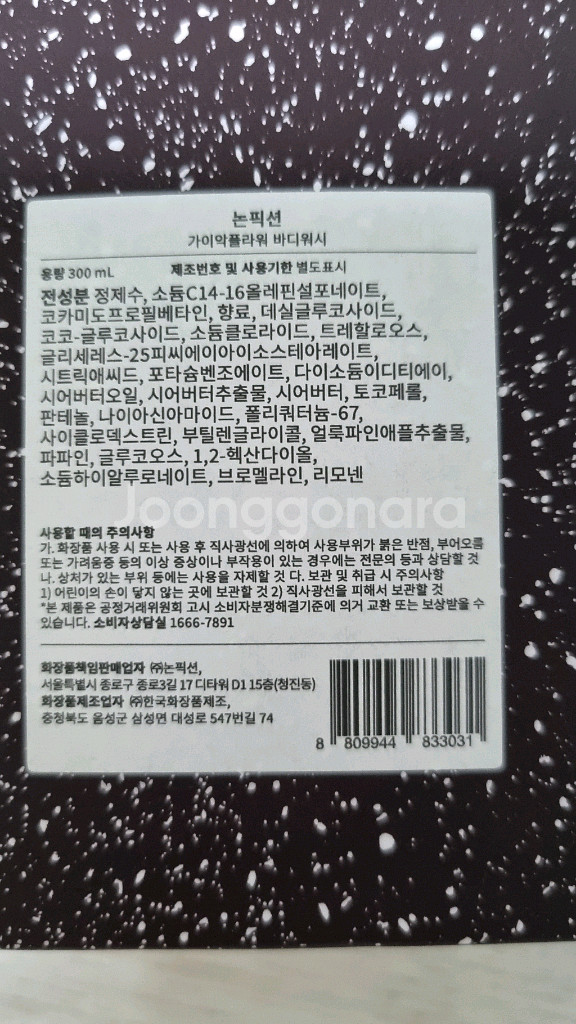 논픽션
가이악플라워 바디워시
용량 300 mL 제조번호 및 사용기한 별도표시
전성분 정제수, 소듐C14-16올레핀설포네이트,
코카미도프로필베타인, 향료, 데실글루코사이드,
코코-글루코사이드, 소듐클로라이드, 트레할로오스,
글리세레스-25피씨에이아이소스테아레이트,
시트릭애씨드, 포타슘벤조에이트, 다이소듐이디티에이,
시어버터오일, 시어버터추출물, 시어버터, 토코페롤,
판테놀, 나이아신아마이드, 폴리쿼터늄-67,
사이클로덱스트린, 부틸렌글라이콜, 얼룩파인애플추출물,
파파인, 글루코오스, 1,2-헥산다이올,
소듐하이알루로네이트, 브로멜라인, 리모넨
Joonggonara
사용할 때의 주의사항
가. 화장품 사용 시 또는 사용 후 직사광선에 의하여 사용부위가 붉은 반점, 부어오름
또는 가려움증 등의 이상 증상이나 부작용이 있는 경우에는 전문의 등과 상담할 것
나. 상처가 있는 부위 등에는 사용을 자제할 것 다. 보관 및 취급 시 주의사항
1) 어린이의 손이 닿지 않는 곳에 보관할 것 2) 직사광선을 피해서 보관할 것
*본 제품은 공정거래위원회 고시 소비자분쟁해결기준에 의거 교환 또는 보상받을 수
있습니다. 소비자상담실 1666-7891
화장품책임판매업자 ㈜논픽션,
서울특별시 종로구 종로3길 17 디타워 D1 15층(청진동)
화장품제조업자 ㈜한국화장품제조,
충청북도 음성군 삼성면 대성로 547번길 74
8 809944 833031